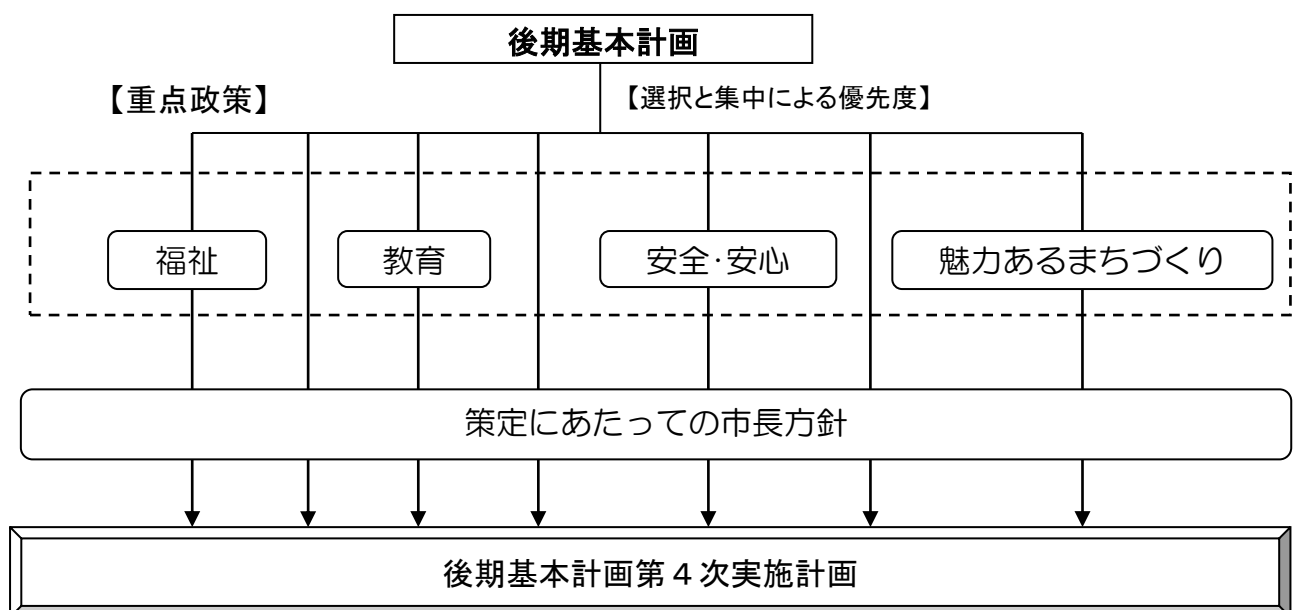 後期基本計画
【重点政策】
【選択と集中による優先度】
福祉
教育
安全・安心
魅力あるまちづくり
策定にあたっての市長方針
後期基本計画第４次実施計画